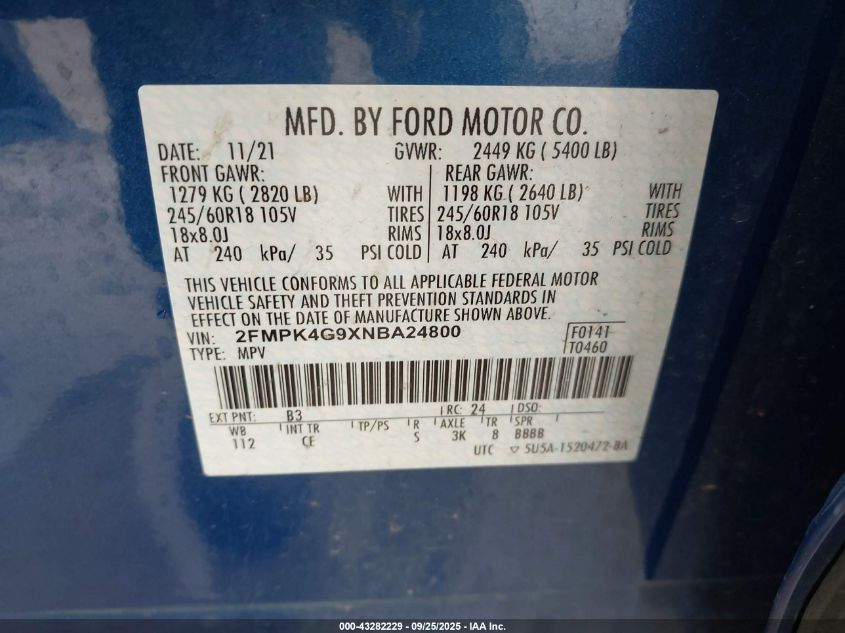 MFD. BY FORD MOTOR CO.
DATE: 11/21 GVWR: 2449 KG ( 5400 LB)
FRONT GAWR: REAR GAWR:
1279 KG ( 2820 LB) WITH 1198 KG ( 2640 LB) WITH
245/60R18 105V TIRES 245/60R18 105V TIRES
18x8.0J RIMS 18x8.0J RIMS
AT 240 kPa/ 35 PSI COLD AT 240 kPa/ 35 PSI COLD
THIS VEHICLE CONFORMS TO ALL APPLICABLE FEDERAL MOTOR
VEHICLE SAFETY AND THEFT PREVENTION STANDARDS IN
EFFECT ON THE DATE OF MANUFACTURE SHOWN ABOVE.
VIN: 2FMPK4G9XNBA24800 F0141
TYPE: MPV T0460
EXT PNT: B3 RC: 24 DSO:
WB INT TR TP/PS R AXLE TR SPR
112 CE S 3K 8 BBBB
UTC ▽ 5U5A-1520472-BA
000-43282229 - 09/25/2025 - IAA Inc.